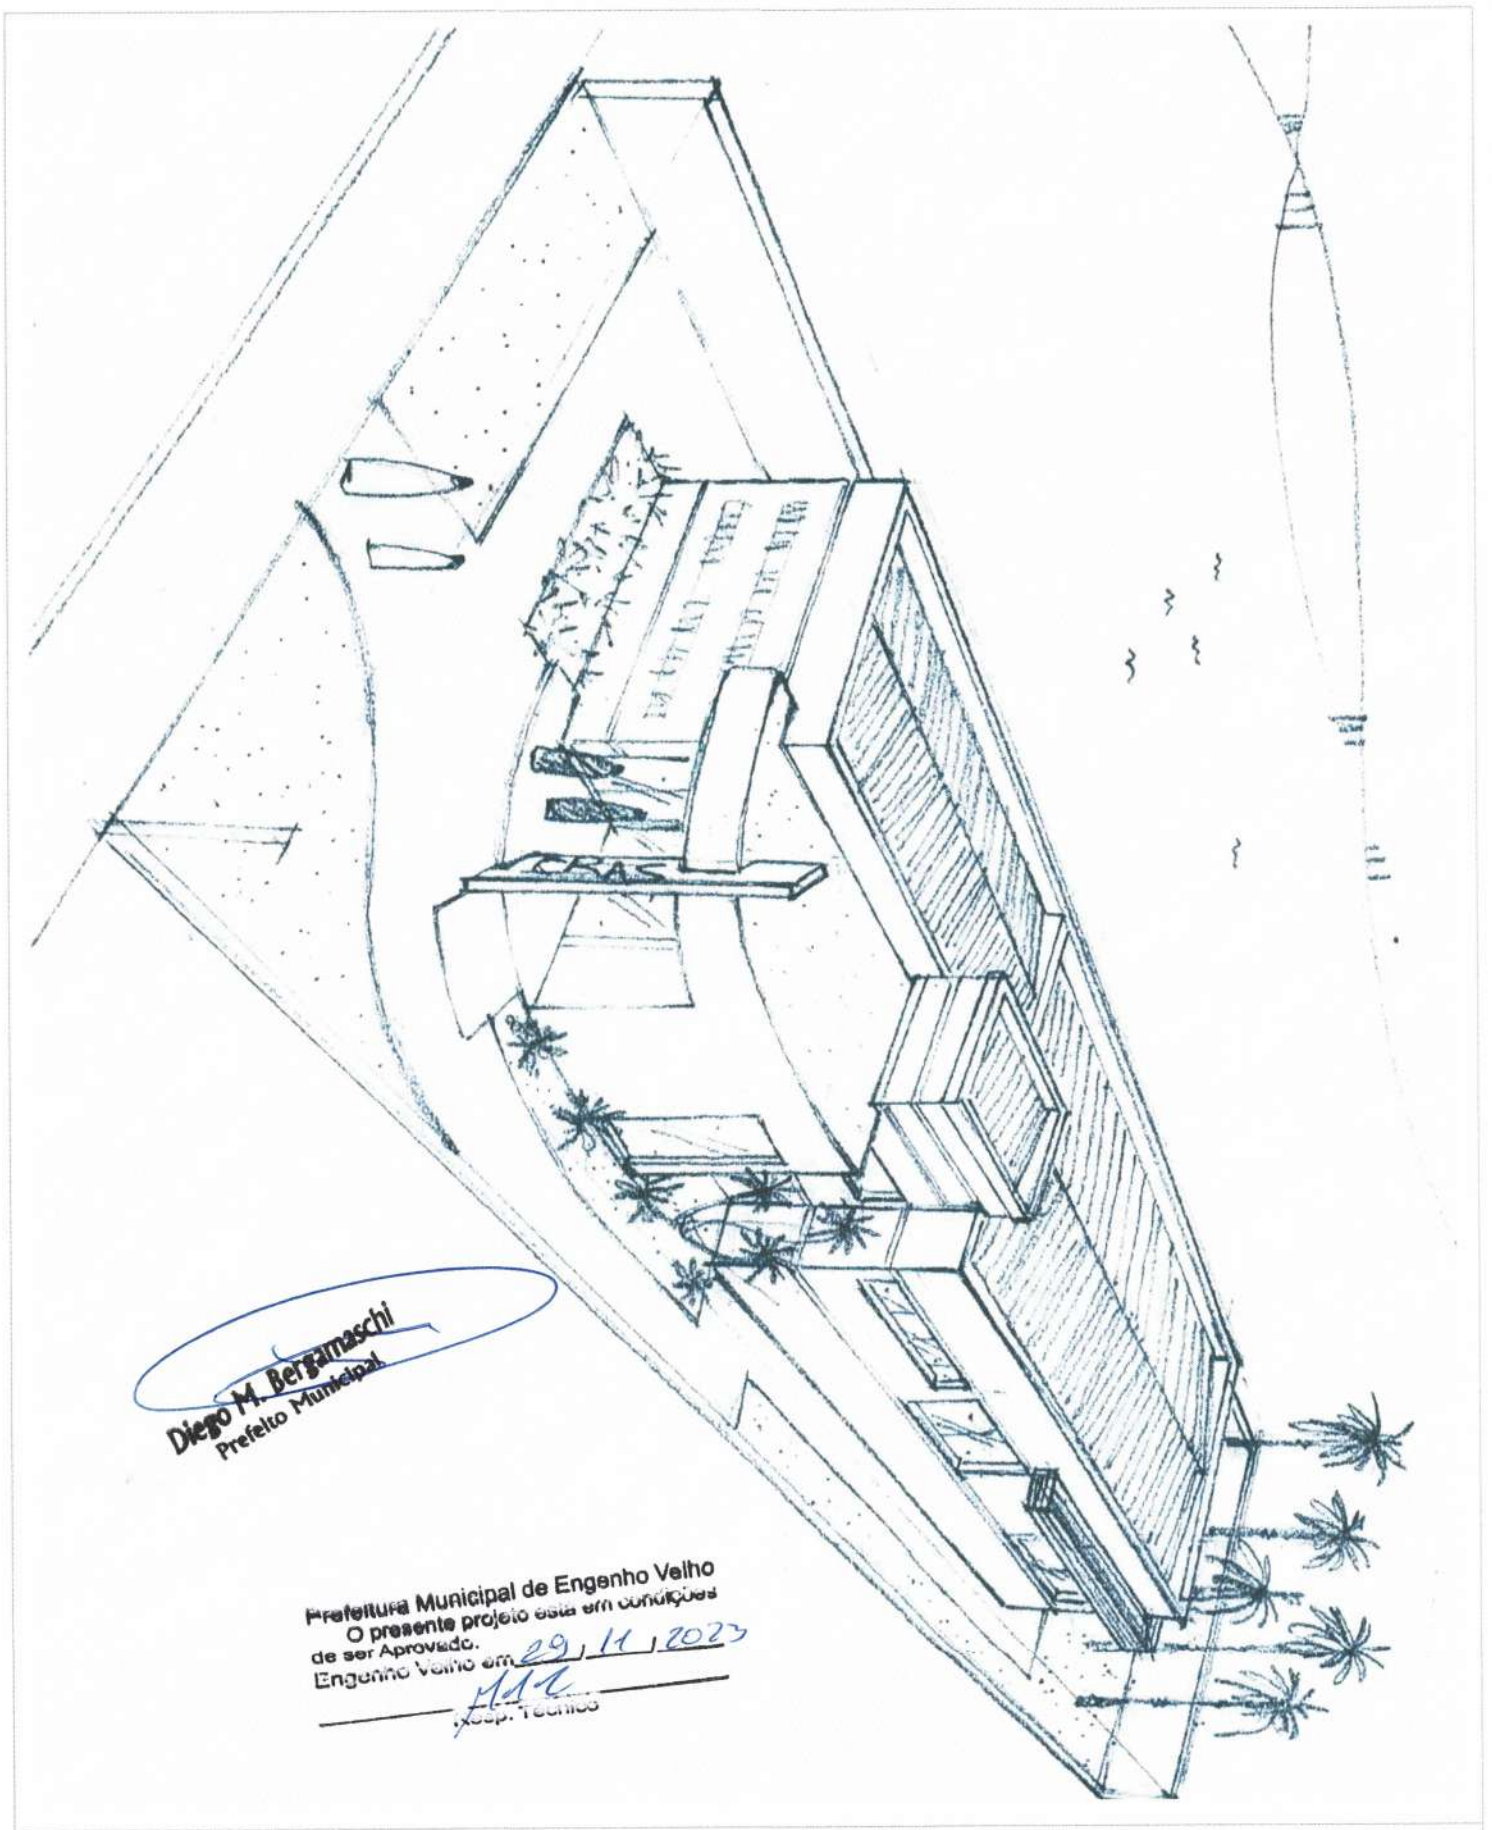 CRAS
Diego M. Bergamaschi
Prefeito Municipal
Prefeitura Municipal de Engenho Velho
O presente projeto está em condições
de ser Aprovado.
Engenho Velho em 29 / 11 / 2023
Resp. Técnico